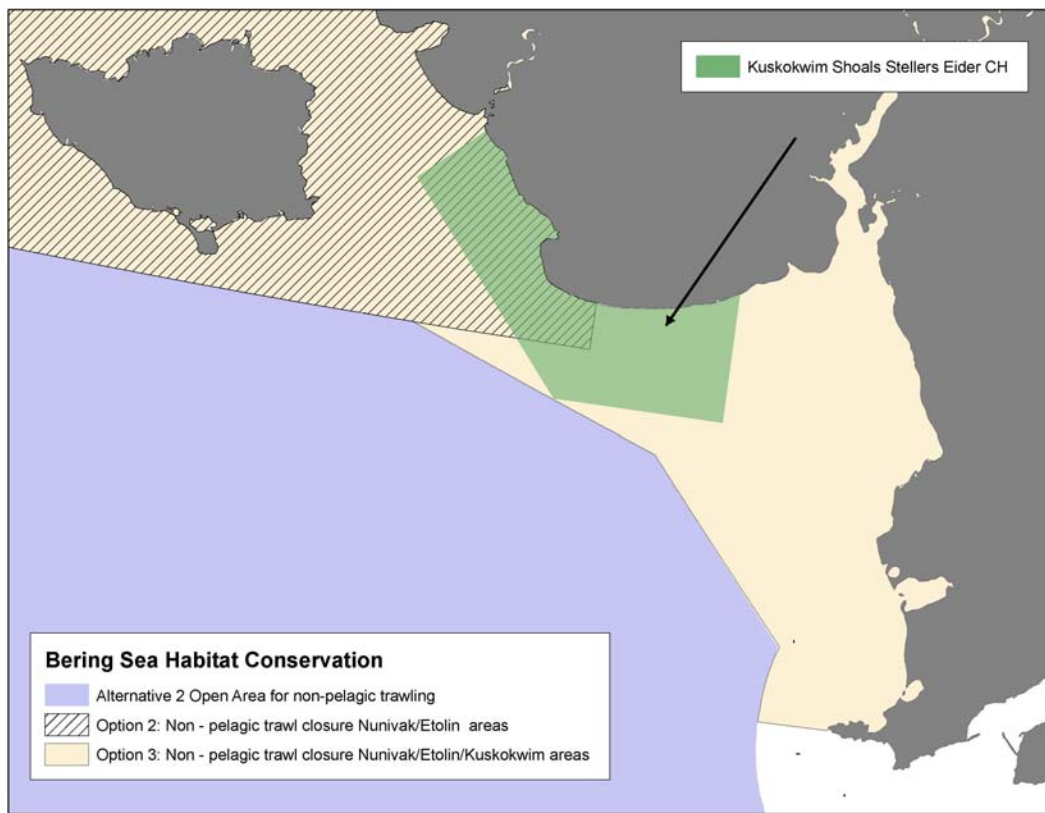 Kuskokwim Shoals Stellers Eider CH
Bering Sea Habitat Conservation
Alternative 2 Open Area for non-pelagic trawling
Option 2: Non - pelagic trawl closure Nunivak/Etolin areas
Option 3: Non - pelagic trawl closure Nunivak/Etolin/Kuskokwim areas